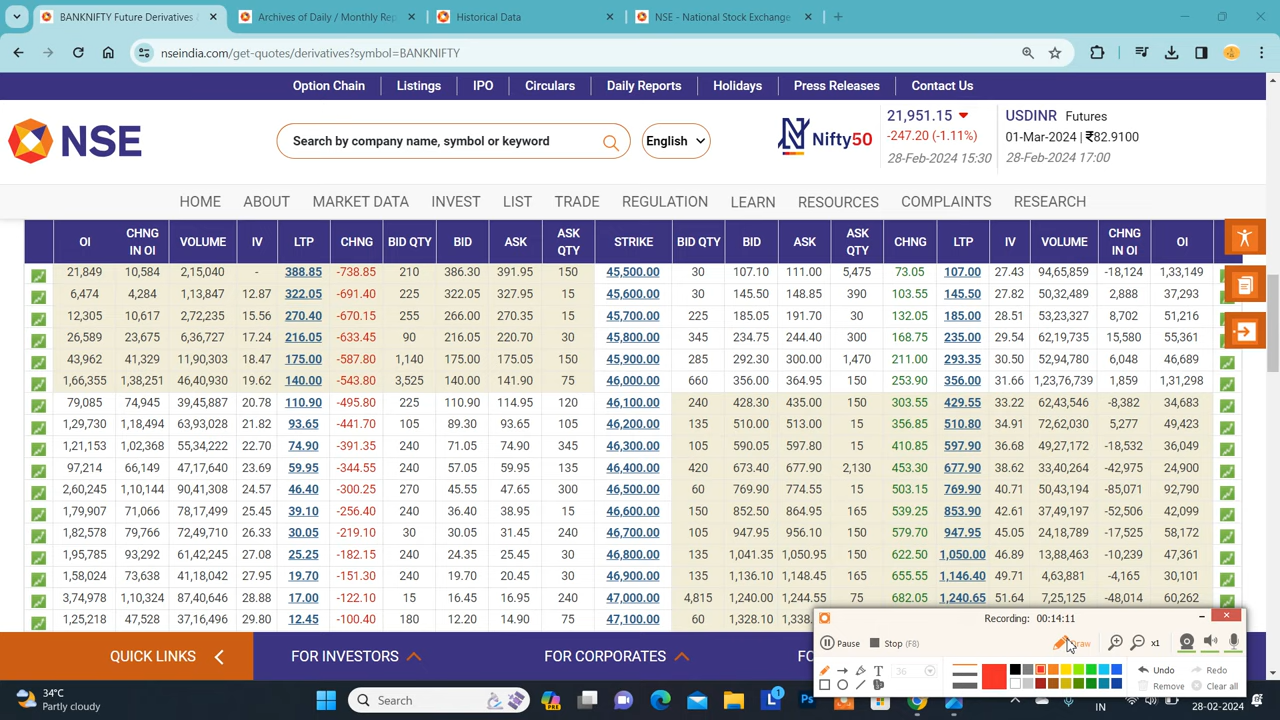 BANKNIFTY Future Derivatives
Archives of Daily / Monthly Rep
Historical Data
NSE - National Stock Exchange
nseindia.com/get-quotes/derivatives?symbol=BANKNIFTY
Option Chain Listings IPO Circulars Daily Reports Holidays Press Releases Contact Us
NSE
Search by company name, symbol or keyword
English
Nifty50
21,951.15
-247.20 (-1.11%)
28-Feb-2024 15:30
USDINR Futures
01-Mar-2024 | ₹82.9100
28-Feb-2024 17:00
HOME ABOUT MARKET DATA INVEST LIST TRADE REGULATION LEARN RESOURCES COMPLAINTS RESEARCH
OI CHNG IN OI VOLUME IV LTP CHNG BID QTY BID ASK ASK QTY STRIKE BID QTY BID ASK ASK QTY CHNG LTP IV VOLUME CHNG IN OI OI
21,849 10,584 2,15,040 - 388.85 -738.85 210 386.30 391.95 150 45,500.00 30 107.10 111.00 5,475 73.05 107.00 27.43 94,65,859 -18,124 1,33,149
6,474 4,284 1,13,847 12.87 322.05 -691.40 225 322.05 327.95 15 45,600.00 30 145.50 148.85 390 103.55 145.50 27.82 50,32,489 2,888 37,293
12,305 10,617 2,72,235 15.56 270.40 -670.15 255 266.00 270.35 15 45,700.00 225 185.05 191.70 30 132.05 185.00 28.51 53,23,327 8,702 51,216
26,589 23,675 6,36,727 17.24 216.05 -633.45 90 216.05 220.70 30 45,800.00 345 234.75 244.40 300 168.75 235.00 29.54 62,19,735 15,580 55,361
43,962 41,329 11,90,303 18.47 175.00 -587.80 1,140 175.00 175.05 150 45,900.00 285 292.30 300.00 1,470 211.00 293.35 30.50 52,94,780 6,048 46,689
1,66,355 1,38,251 46,40,930 19.62 140.00 -543.80 3,525 140.00 141.90 75 46,000.00 660 356.00 364.95 150 253.90 356.00 31.66 1,23,76,739 1,859 1,31,298
79,085 74,945 39,45,887 20.78 110.90 -495.80 225 110.90 114.95 120 46,100.00 240 428.30 435.00 150 303.55 429.55 33.22 62,43,546 -8,382 34,683
1,29,730 1,18,494 63,93,028 21.82 93.65 -441.70 105 89.30 93.65 105 46,200.00 135 510.00 513.00 15 356.85 510.80 34.91 72,62,030 5,277 49,423
1,21,153 1,02,368 55,34,222 22.70 74.90 -391.35 240 71.05 74.90 345 46,300.00 105 590.05 597.80 15 410.85 597.90 36.68 49,27,172 -18,532 36,049
97,214 66,149 47,17,640 23.69 59.95 -344.55 240 57.05 59.95 135 46,400.00 420 673.40 677.90 2,130 453.30 677.90 38.62 33,40,264 -42,975 24,900
2,60,245 1,10,144 90,41,308 24.57 46.40 -300.25 270 45.55 47.65 300 46,500.00 60 769.90 774.55 15 503.15 769.90 40.71 50,43,194 -85,071 92,790
1,79,907 71,066 78,17,499 25.45 39.10 -256.40 240 36.40 38.95 15 46,600.00 150 852.50 864.95 165 539.25 853.90 42.61 37,49,197 -52,506 42,099
1,82,578 79,766 72,49,710 26.33 30.05 -219.10 30 30.05 31.45 240 46,700.00 105 947.95 956.10 150 579.70 947.95 45.05 24,18,789 -17,525 58,172
1,95,785 93,292 61,42,245 27.08 25.25 -182.15 240 24.35 25.45 30 46,800.00 135 1,041.35 1,050.95 150 622.50 1,050.00 46.89 13,88,463 -10,239 47,361
1,58,024 73,638 41,18,042 27.95 19.70 -151.30 240 19.70 20.45 30 46,900.00 135 1,136.10 1,148.45 165 655.55 1,146.40 49.71 4,63,881 -4,165 30,101
3,74,978 1,10,324 87,40,646 28.88 17.00 -122.10 15 16.45 16.95 240 47,000.00 4,815 1,240.00 1,244.55 75 682.05 1,240.65 51.64 7,25,125 -48,014 60,262
1,25,218 47,528 37,16,496 29.80 12.45 -100.60 180 12.20 14.90 75 47,100.00 60 1,328.10 1,338
Recording: 00:14:11
Pause Stop (F8) Draw x1
36 Undo Redo
Remove Clear all
QUICK LINKS FOR INVESTORS FOR CORPORATES
34°C
Partly cloudy
Search
IN
28-02-2024